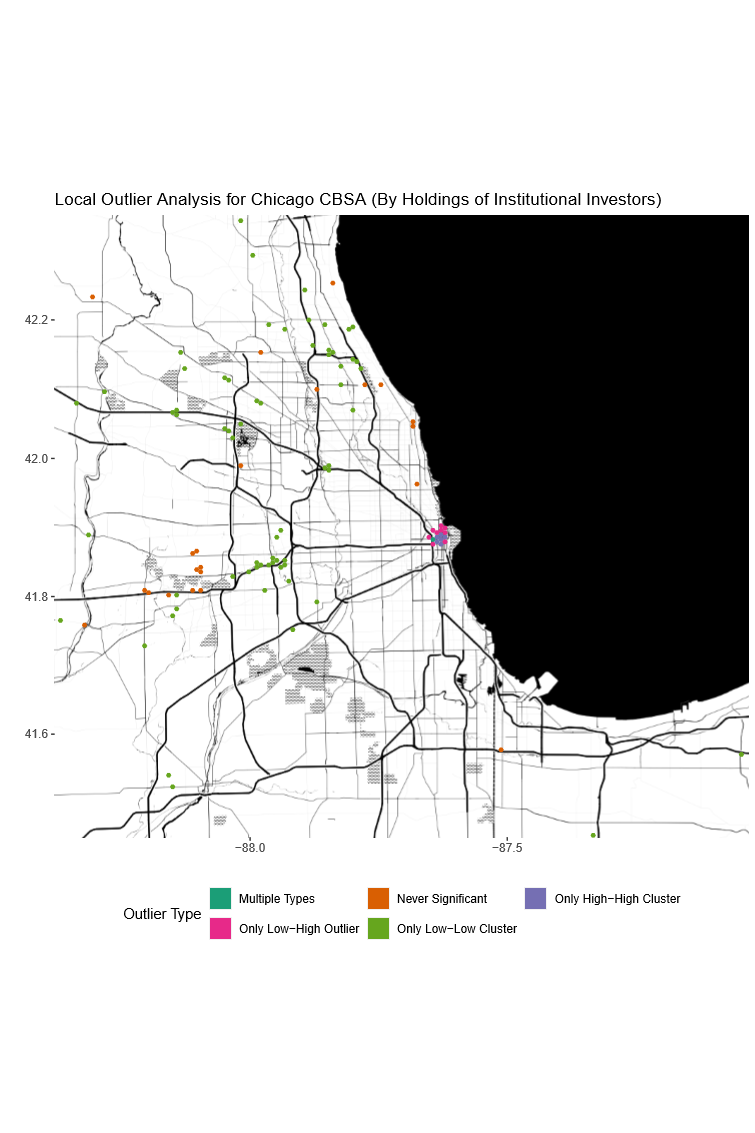 Local Outlier Analysis for Chicago CBSA (By Holdings of Institutional Investors)
42.2
42.0
41.8
41.6
−88.0 −87.5
Outlier Type
Multiple Types Never Significant Only High−High Cluster
Only Low−High Outlier Only Low−Low Cluster